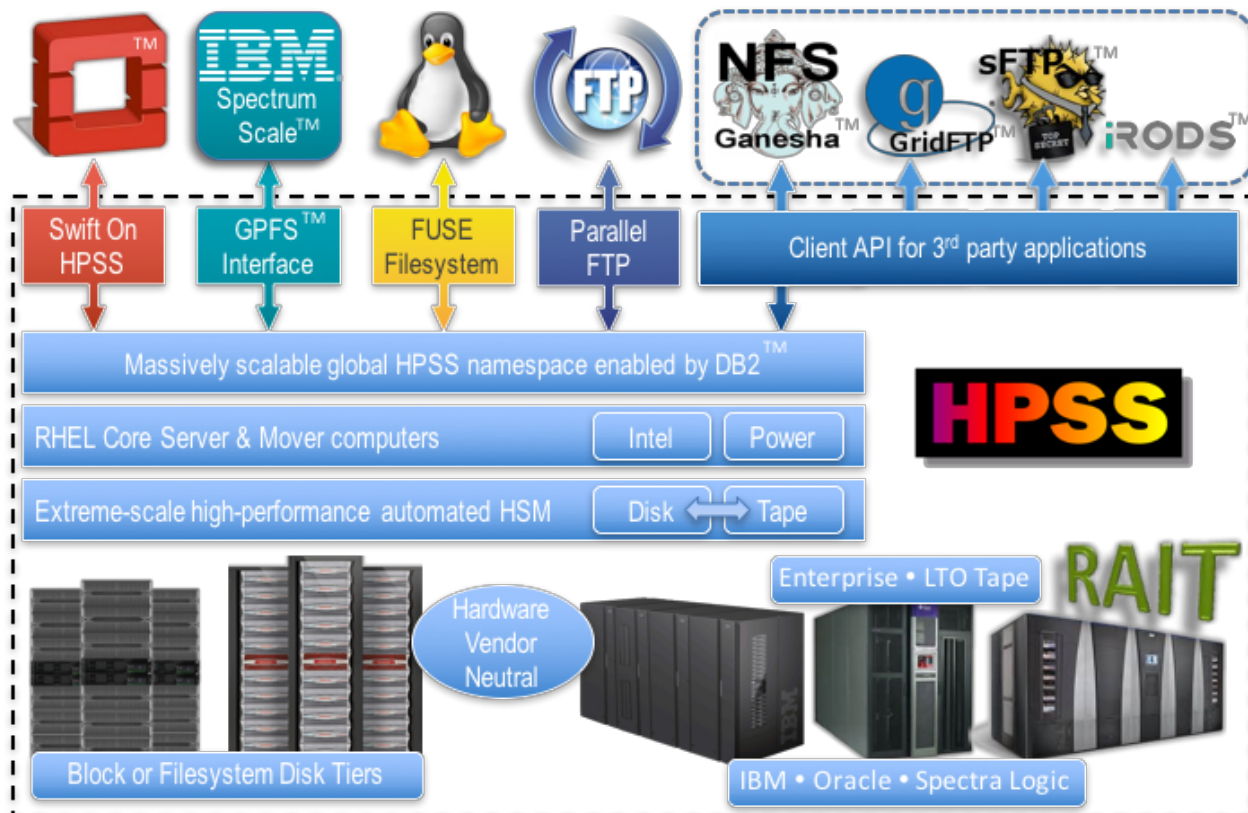 TM
IBM®
Spectrum
Scale™
FTP
NFS
Ganesha™
g
GridFTP™
sFTP™
TOP
SECRET
iRODS™
Swift On
HPSS
GPFS™
Interface
FUSE
Filesystem
Parallel
FTP
Client API for 3rd party applications
Massively scalable global HPSS namespace enabled by DB2™
RHEL Core Server & Mover computers
Intel
Power
Extreme-scale high-performance automated HSM
Disk
Tape
HPSS
Hardware
Vendor
Neutral
Enterprise • LTO Tape
RAIT
IBM
Block or Filesystem Disk Tiers
IBM • Oracle • Spectra Logic